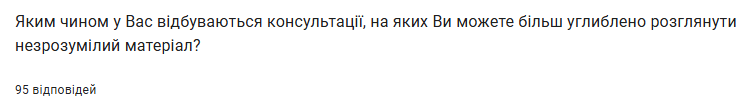 Яким чином у Вас відбуваються консультації, на яких Ви можете більш углиблено розглянути
незрозумілий матеріал?
95 відповідей